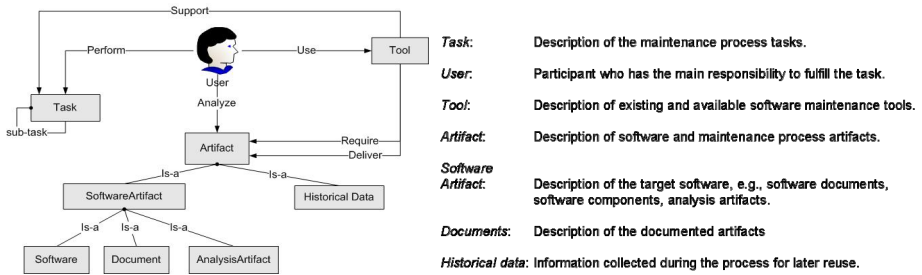 Support
Perform
Use
Tool
User
Task
Analyze
sub-task
Require
Artifact
Deliver
Is-a
Is-a
SoftwareArtifact
Historical Data
Is-a
Is-a
Is-a
Software
Document
AnalysisArtifact
Task: Description of the maintenance process tasks.
User: Participant who has the main responsibility to fulfill the task.
Tool: Description of existing and available software maintenance tools.
Artifact: Description of software and maintenance process artifacts.
Software
Artifact: Description of the target software, e.g., software documents,
software components, analysis artifacts.
Documents: Description of the documented artifacts
Historical data: Information collected during the process for later reuse.